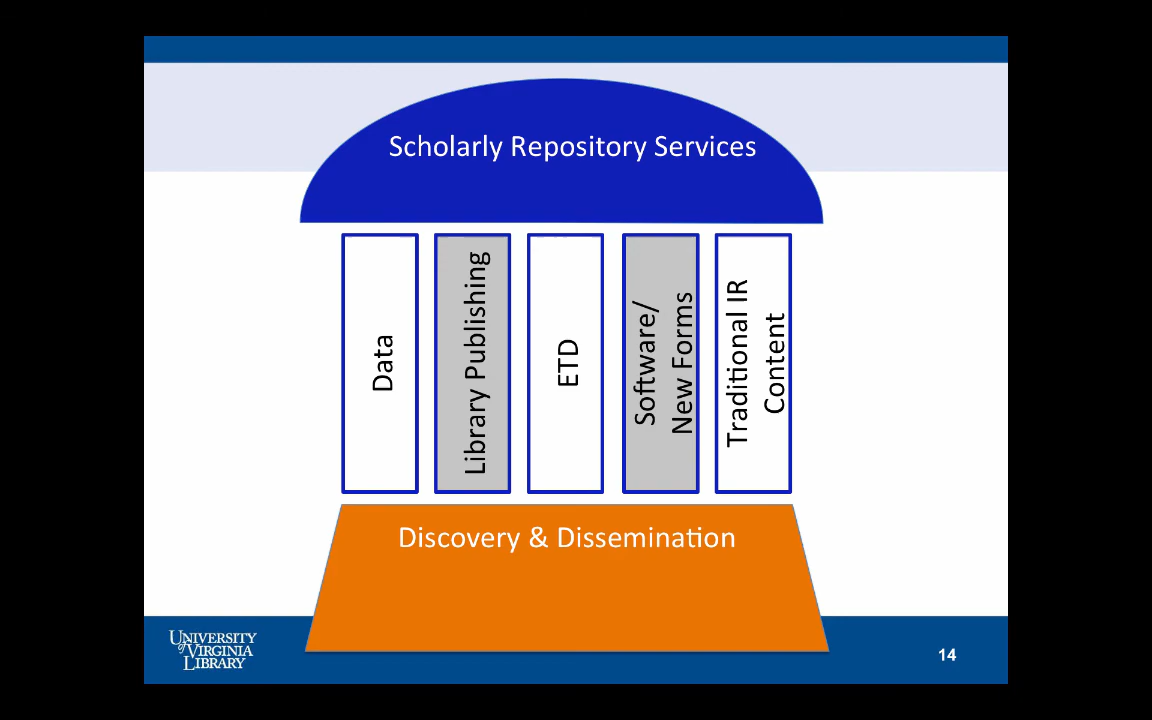 Scholarly Repository Services
Data
Library Publishing
ETD
Software/
New Forms
Traditional IR
Content
Discovery & Dissemination
UNIVERSITY
of VIRGINIA
LIBRARY
14